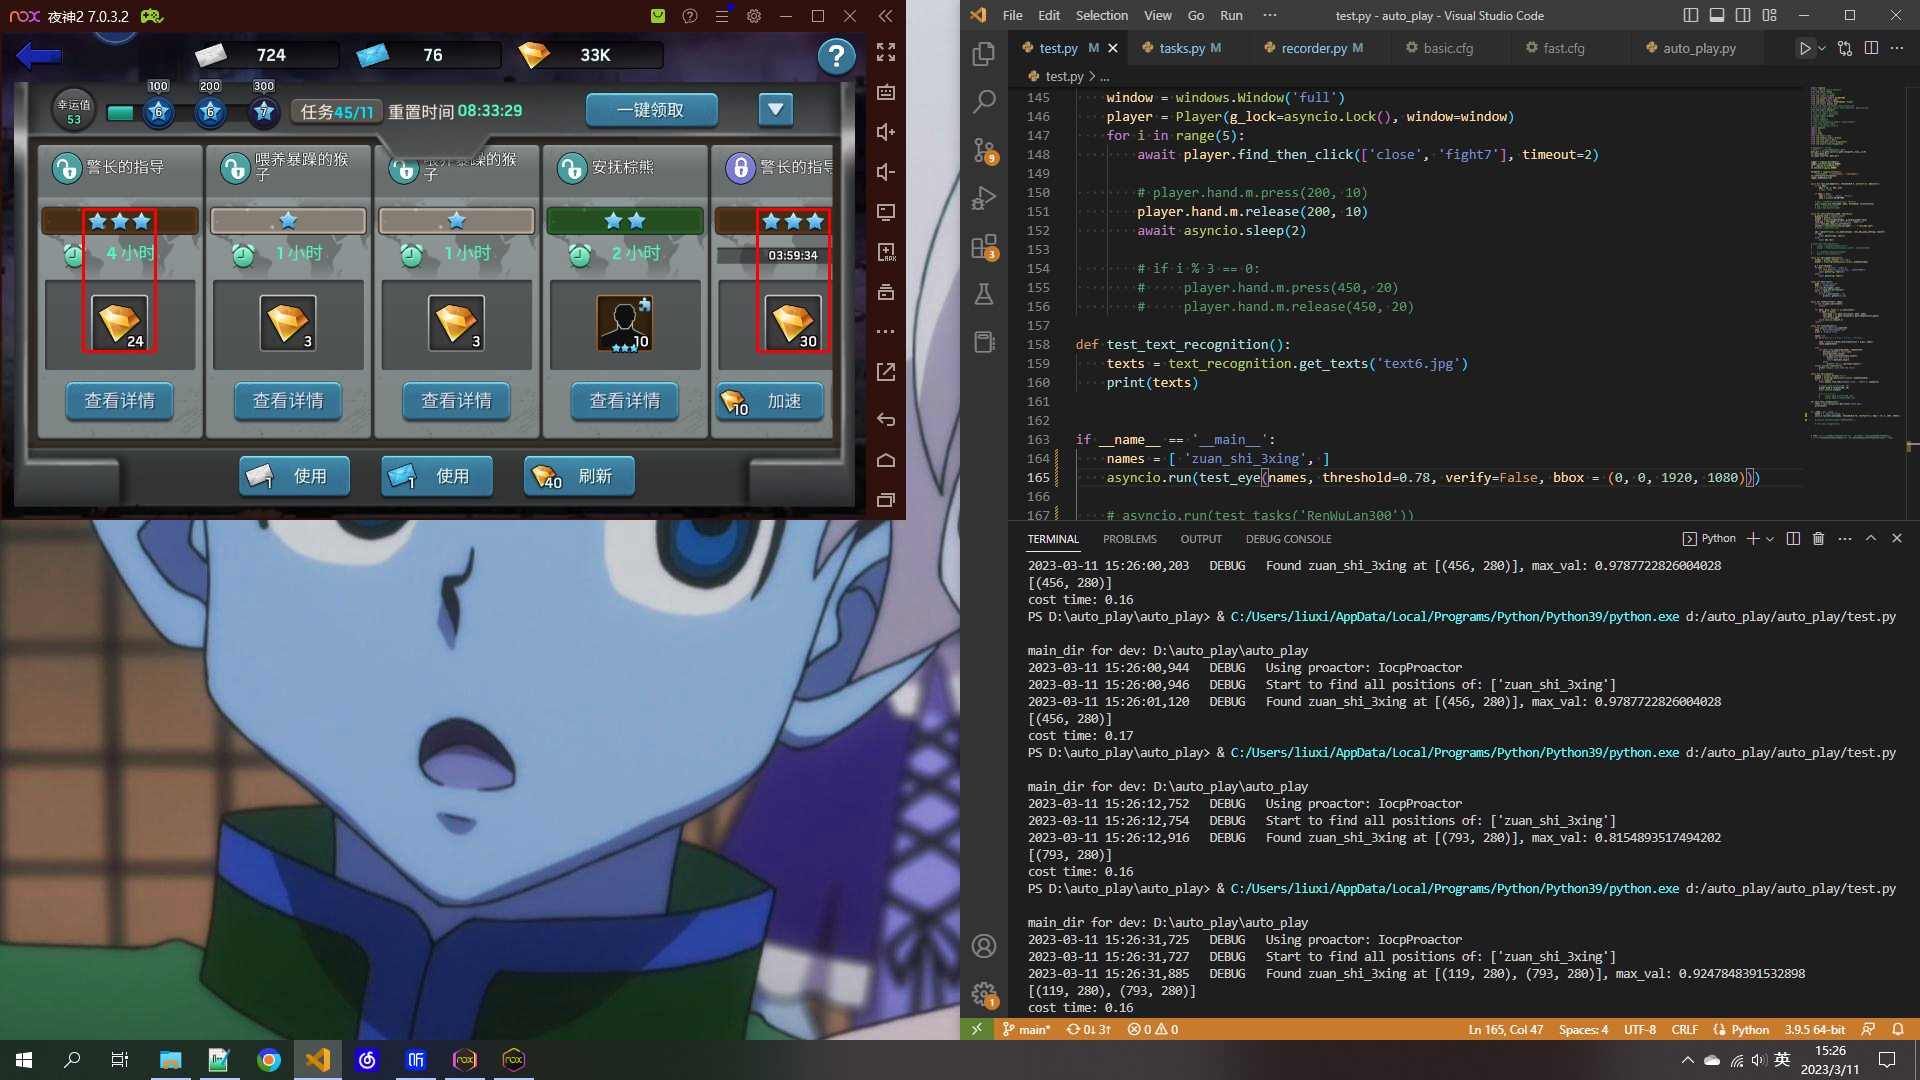 nox 夜神2 7.0.3.2
724
76
33K
?
幸运值
53
100
200
300
6
6
7
任务45/11
重置时间 08:33:29
一键领取
警长的指导
4 小时
24
查看详情
喂养暴躁的猴
子
1 小时
3
查看详情
喂养暴躁的猴
子
1 小时
3
查看详情
安抚棕熊
2 小时
10
查看详情
警长的指导
03:59:34
30
10 加速
1 使用
1 使用
40 刷新
File Edit Selection View Go Run ···
test.py - auto_play - Visual Studio Code
test.py M
tasks.py M
recorder.py M
basic.cfg
fast.cfg
auto_play.py
test.py > ...
145 window = windows.Window('full')
146 player = Player(g_lock=asyncio.Lock(), window=window)
147 for i in range(5):
148 await player.find_then_click(['close', 'fight7'], timeout=2)
149
150 # player.hand.m.press(200, 10)
151 player.hand.m.release(200, 10)
152 await asyncio.sleep(2)
153
154 # if i % 3 == 0:
155 # player.hand.m.press(450, 20)
156 # player.hand.m.release(450, 20)
157
158 def test_text_recognition():
159 texts = text_recognition.get_texts('text6.jpg')
160 print(texts)
161
162
163 if __name__ == '__main__':
164 names = [ 'zuan_shi_3xing', ]
165 asyncio.run(test_eye(names, threshold=0.78, verify=False, bbox = (0, 0, 1920, 1080)))
166
167 # asyncio.run(test_tasks('RenWuLan300'))
9
3
1
TERMINAL PROBLEMS OUTPUT DEBUG CONSOLE
Python
2023-03-11 15:26:00,203 DEBUG Found zuan_shi_3xing at [(456, 280)], max_val: 0.9787722826004028
[(456, 280)]
cost time: 0.16
PS D:\auto_play\auto_play> & C:/Users/liuxi/AppData/Local/Programs/Python/Python39/python.exe d:/auto_play/auto_play/test.py
main_dir for dev: D:\auto_play\auto_play
2023-03-11 15:26:00,944 DEBUG Using proactor: IocpProactor
2023-03-11 15:26:00,946 DEBUG Start to find all positions of: ['zuan_shi_3xing']
2023-03-11 15:26:01,120 DEBUG Found zuan_shi_3xing at [(456, 280)], max_val: 0.9787722826004028
[(456, 280)]
cost time: 0.17
PS D:\auto_play\auto_play> & C:/Users/liuxi/AppData/Local/Programs/Python/Python39/python.exe d:/auto_play/auto_play/test.py
main_dir for dev: D:\auto_play\auto_play
2023-03-11 15:26:12,752 DEBUG Using proactor: IocpProactor
2023-03-11 15:26:12,754 DEBUG Start to find all positions of: ['zuan_shi_3xing']
2023-03-11 15:26:12,916 DEBUG Found zuan_shi_3xing at [(793, 280)], max_val: 0.8154893517494202
[(793, 280)]
cost time: 0.16
PS D:\auto_play\auto_play> & C:/Users/liuxi/AppData/Local/Programs/Python/Python39/python.exe d:/auto_play/auto_play/test.py
main_dir for dev: D:\auto_play\auto_play
2023-03-11 15:26:31,725 DEBUG Using proactor: IocpProactor
2023-03-11 15:26:31,727 DEBUG Start to find all positions of: ['zuan_shi_3xing']
2023-03-11 15:26:31,885 DEBUG Found zuan_shi_3xing at [(119, 280), (793, 280)], max_val: 0.9247848391532898
[(119, 280), (793, 280)]
cost time: 0.16
main* 0↓ 3↑ 0 0
Ln 165, Col 47 Spaces: 4 UTF-8 CRLF Python 3.9.5 64-bit
英
15:26
2023/3/11